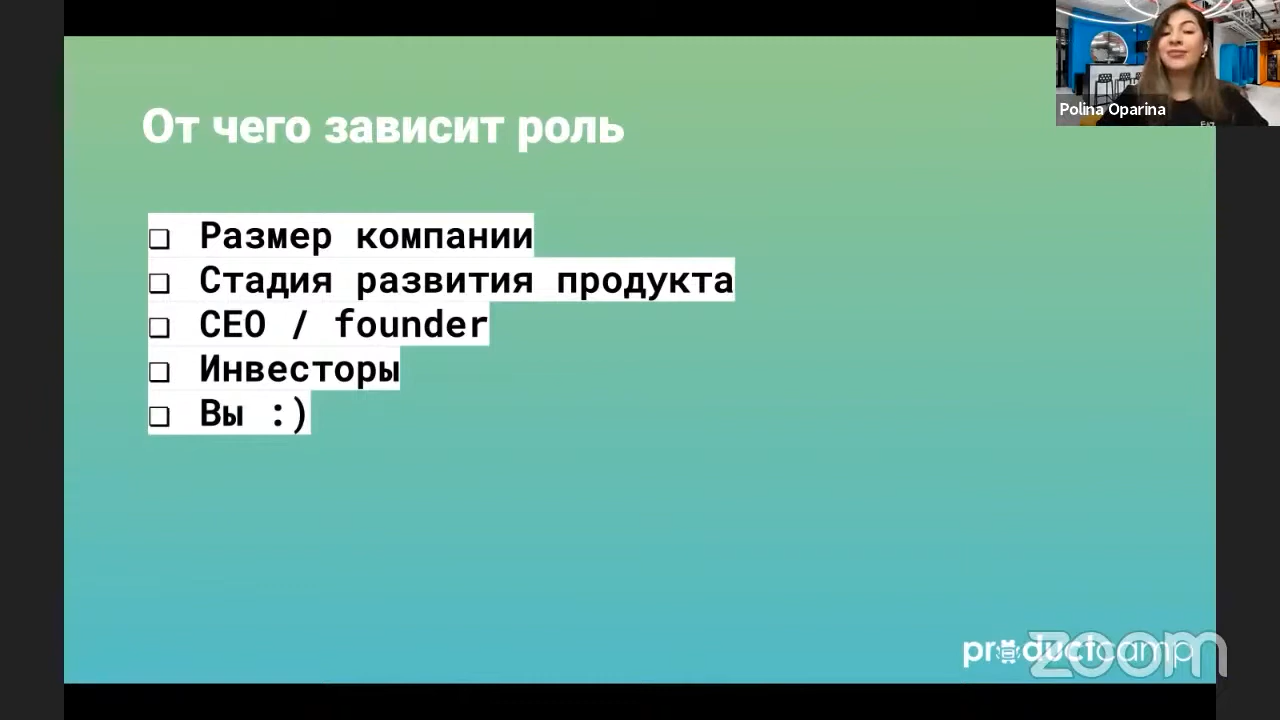 Polina Oparina
От чего зависит роль
❏ Размер компании
❏ Стадия развития продукта
❏ CEO / founder
❏ Инвесторы
❏ Вы :)
productcamp
zoom